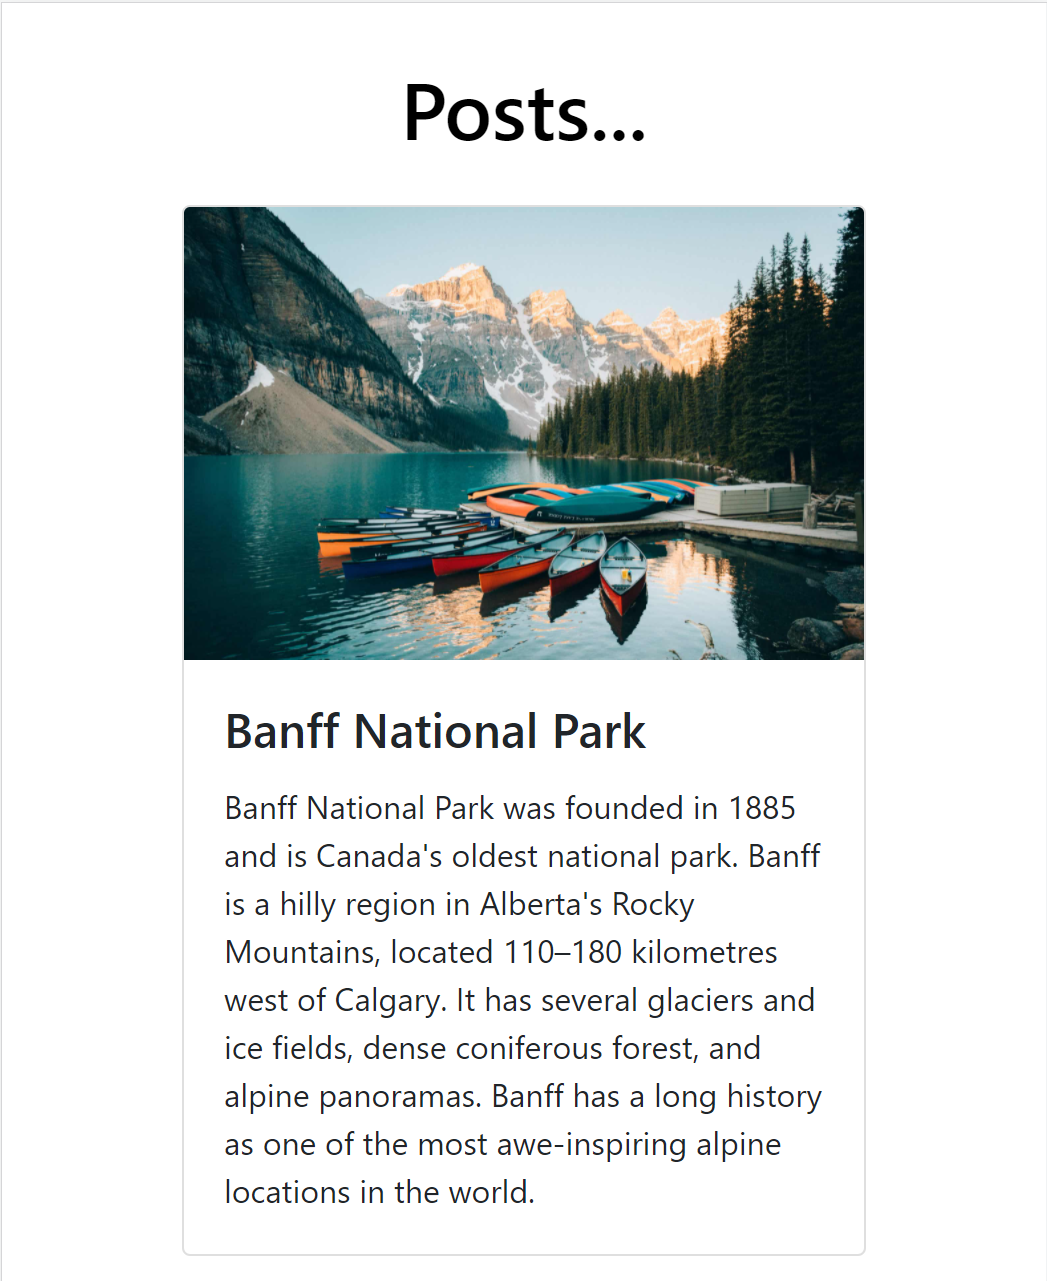 Posts...
Banff National Park
Banff National Park was founded in 1885
and is Canada's oldest national park. Banff
is a hilly region in Alberta's Rocky
Mountains, located 110–180 kilometres
west of Calgary. It has several glaciers and
ice fields, dense coniferous forest, and
alpine panoramas. Banff has a long history
as one of the most awe-inspiring alpine
locations in the world.